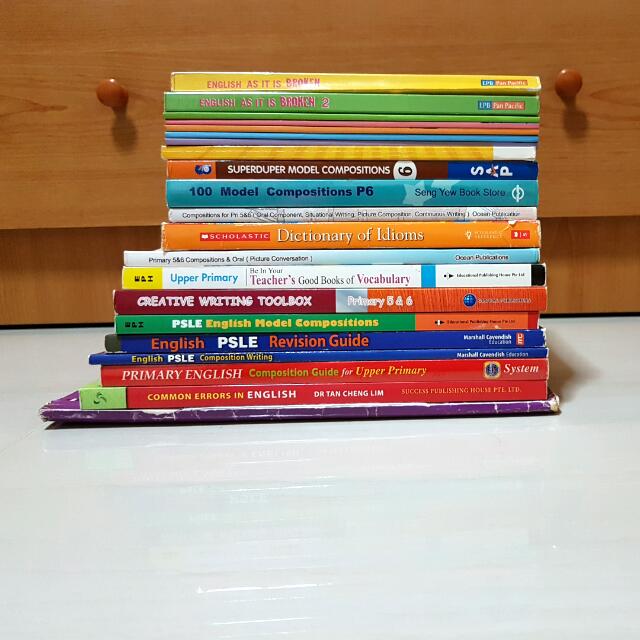 ENGLISH AS IT IS BROKEN EPB Pan Pacific
ENGLISH AS IT IS BROKEN 2 EPB Pan Pacific
SUPERDUPER MODEL COMPOSITIONS 6 SAP
100 Model Compositions P6 Seng Yew Book Store
Compositions for Pri 5&6 ( Oral Component, Situational Writing, Picture Composition, Continuous Writing ) Ocean Publication
SCHOLASTIC Dictionary of Idioms SCHOLASTIC REFERENCE
Primary 5&6 Compositions & Oral ( Picture Conversation ) Ocean Publications
EPH Upper Primary Be In Your Teacher's Good Books of Vocabulary Educational Publishing House Pte Ltd
CREATIVE WRITING TOOLBOX Primary 5 & 6
EPH PSLE English Model Compositions Educational Publishing House Pte Ltd
English PSLE Revision Guide Marshall Cavendish Education
English PSLE Composition Writing Marshall Cavendish Education
PRIMARY ENGLISH Composition Guide for Upper Primary System
5 COMMON ERRORS IN ENGLISH DR TAN CHENG LIM SUCCESS PUBLISHING HOUSE PTE. LTD.